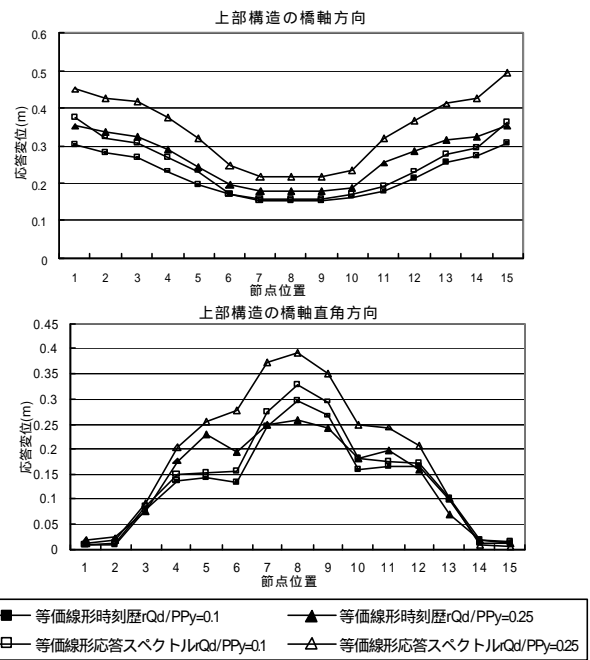 上部構造の橋軸方向
0.6
0.5
0.4
0.3
0.2
0.1
0
応答変位(m)
1 2 3 4 5 6 7 8 9 10 11 12 13 14 15
節点位置
上部構造の橋軸直角方向
0.45
0.4
0.35
0.3
0.25
0.2
0.15
0.1
0.05
0
応答変位(m)
1 2 3 4 5 6 7 8 9 10 11 12 13 14 15
節点位置
等価線形時刻歴rQd/PPy=0.1 等価線形時刻歴rQd/PPy=0.25
等価線形応答スペクトルrQd/PPy=0.1 等価線形応答スペクトルrQd/PPy=0.25